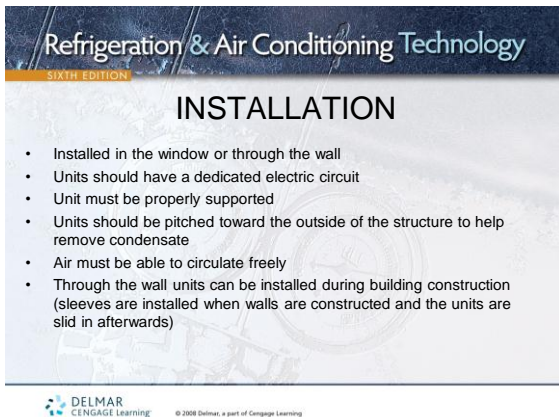 Refrigeration & Air Conditioning Technology
SIXTH EDITION
INSTALLATION
• Installed in the window or through the wall
• Units should have a dedicated electric circuit
• Unit must be properly supported
• Units should be pitched toward the outside of the structure to help
remove condensate
• Air must be able to circulate freely
• Through the wall units can be installed during building construction
(sleeves are installed when walls are constructed and the units are
slid in afterwards)
DELMAR
CENGAGE Learning
© 2008 Delmar, a part of Cengage Learning